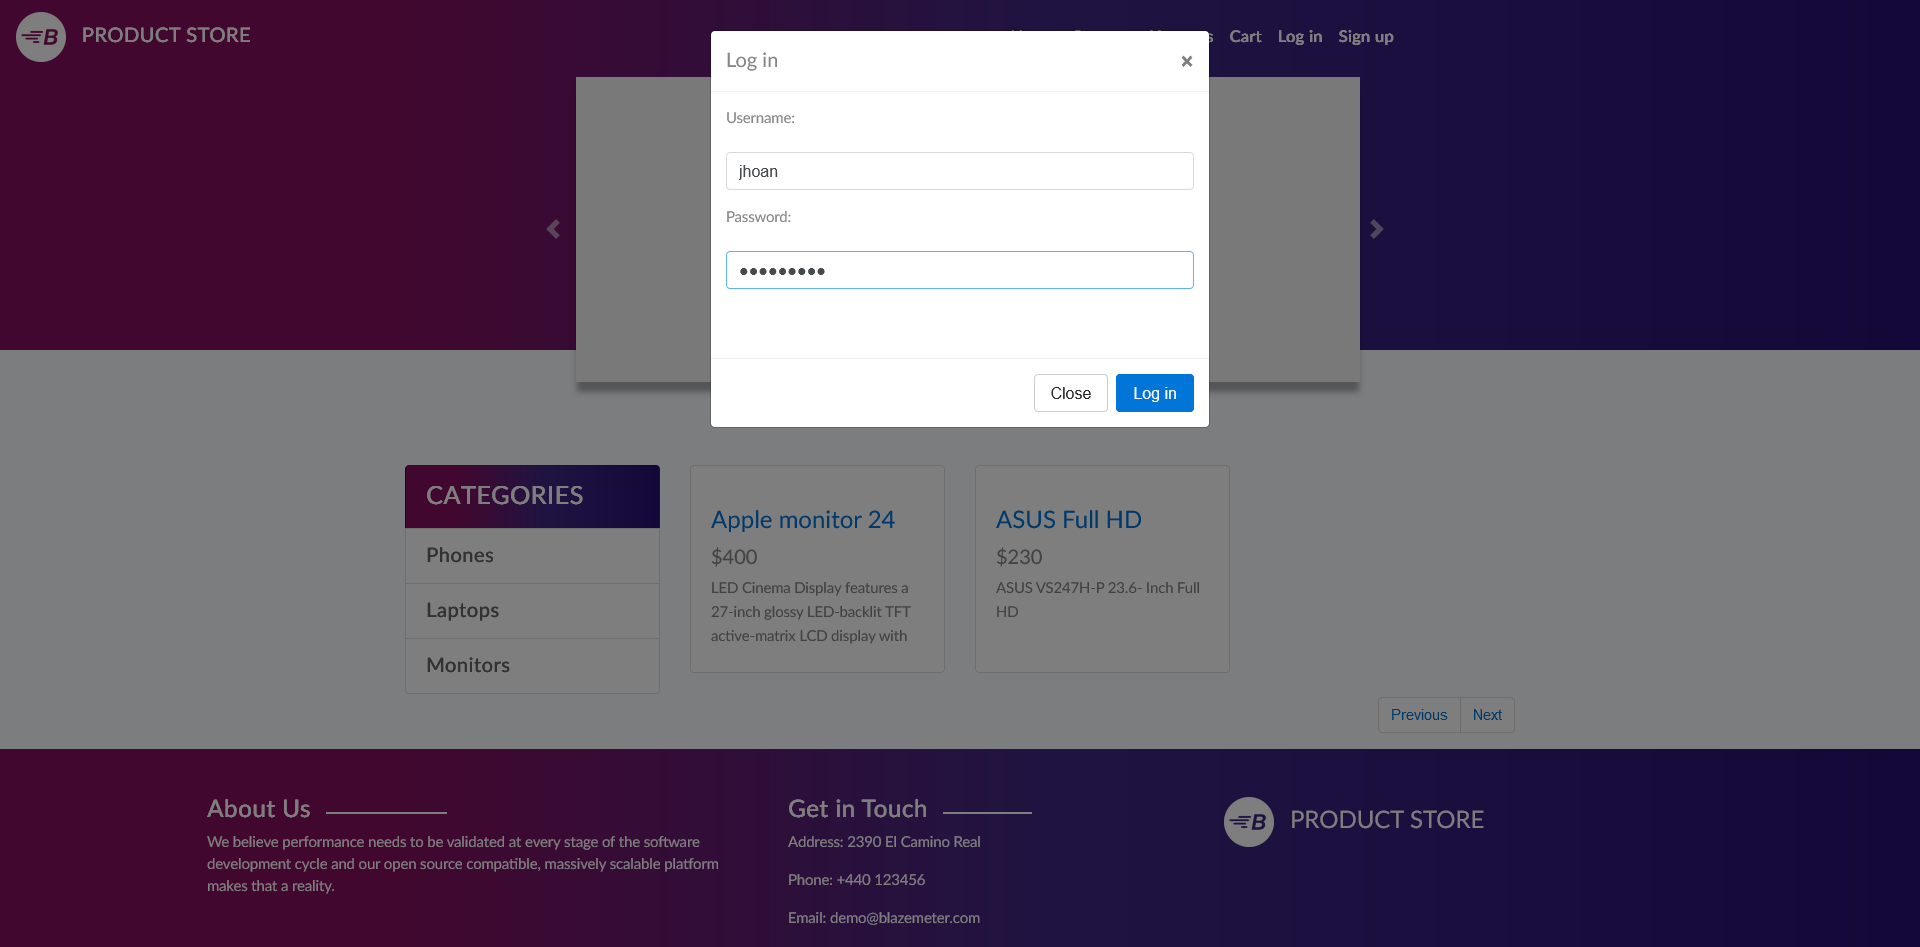 PRODUCT STORE
Cart
Log in
Sign up
Log in
×
Username:
jhoan
Password:
●●●●●●●●●
Close
Log in
CATEGORIES
Phones
Laptops
Monitors
Apple monitor 24
$400
LED Cinema Display features a
27-inch glossy LED-backlit TFT
active-matrix LCD display with
ASUS Full HD
$230
ASUS VS247H-P 23.6- Inch Full
HD
Previous
Next
About Us
We believe performance needs to be validated at every stage of the software
development cycle and our open source compatible, massively scalable platform
makes that a reality.
Get in Touch
Address: 2390 El Camino Real
Phone: +440 123456
Email: demo@blazemeter.com
B
PRODUCT STORE